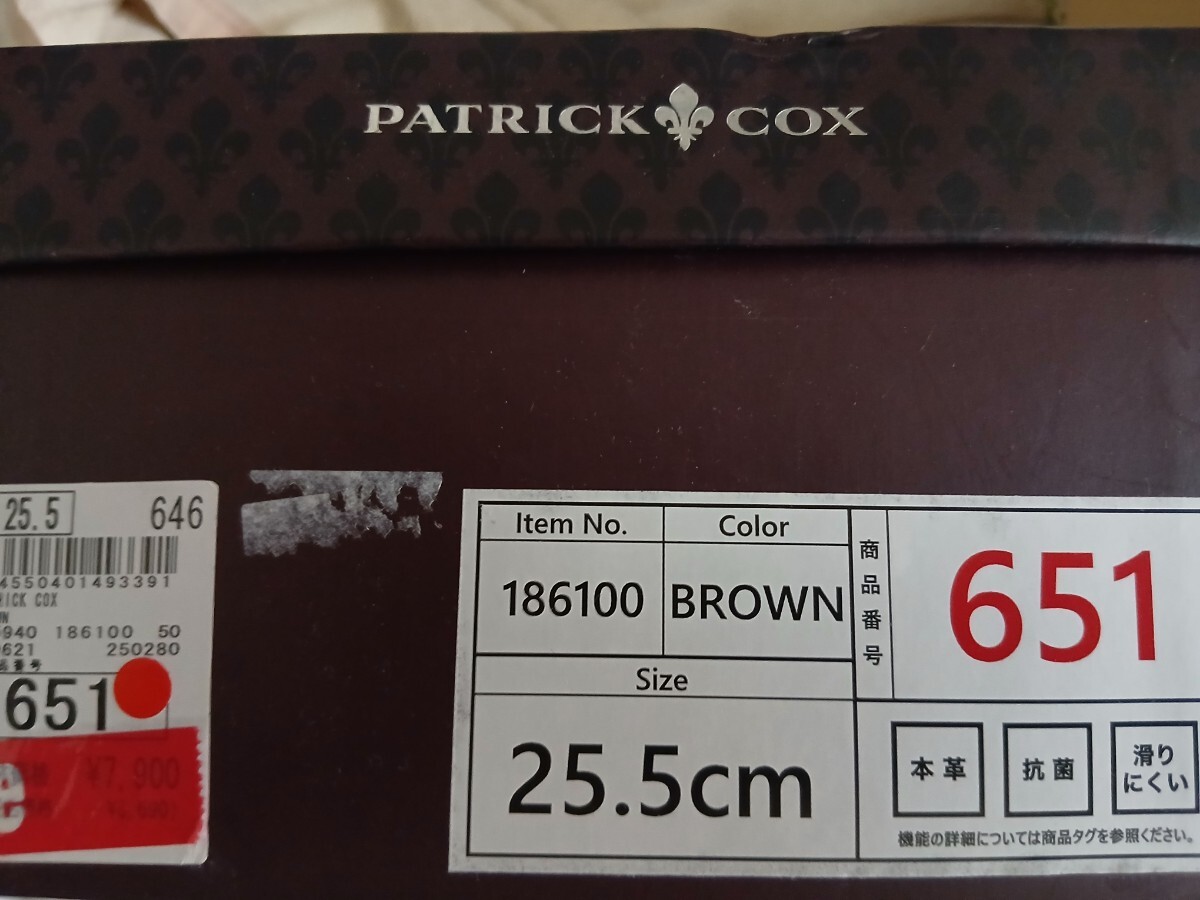 PATRICK COX
25.5 646
4550401493391
RICK COX
940 186100 50
621 250280
品番号
651
¥7,900
e
Item No. Color
186100 BROWN
Size
25.5cm
商品番号
651
本革 抗菌 滑りにくい
機能の詳細については商品タグを参照ください。